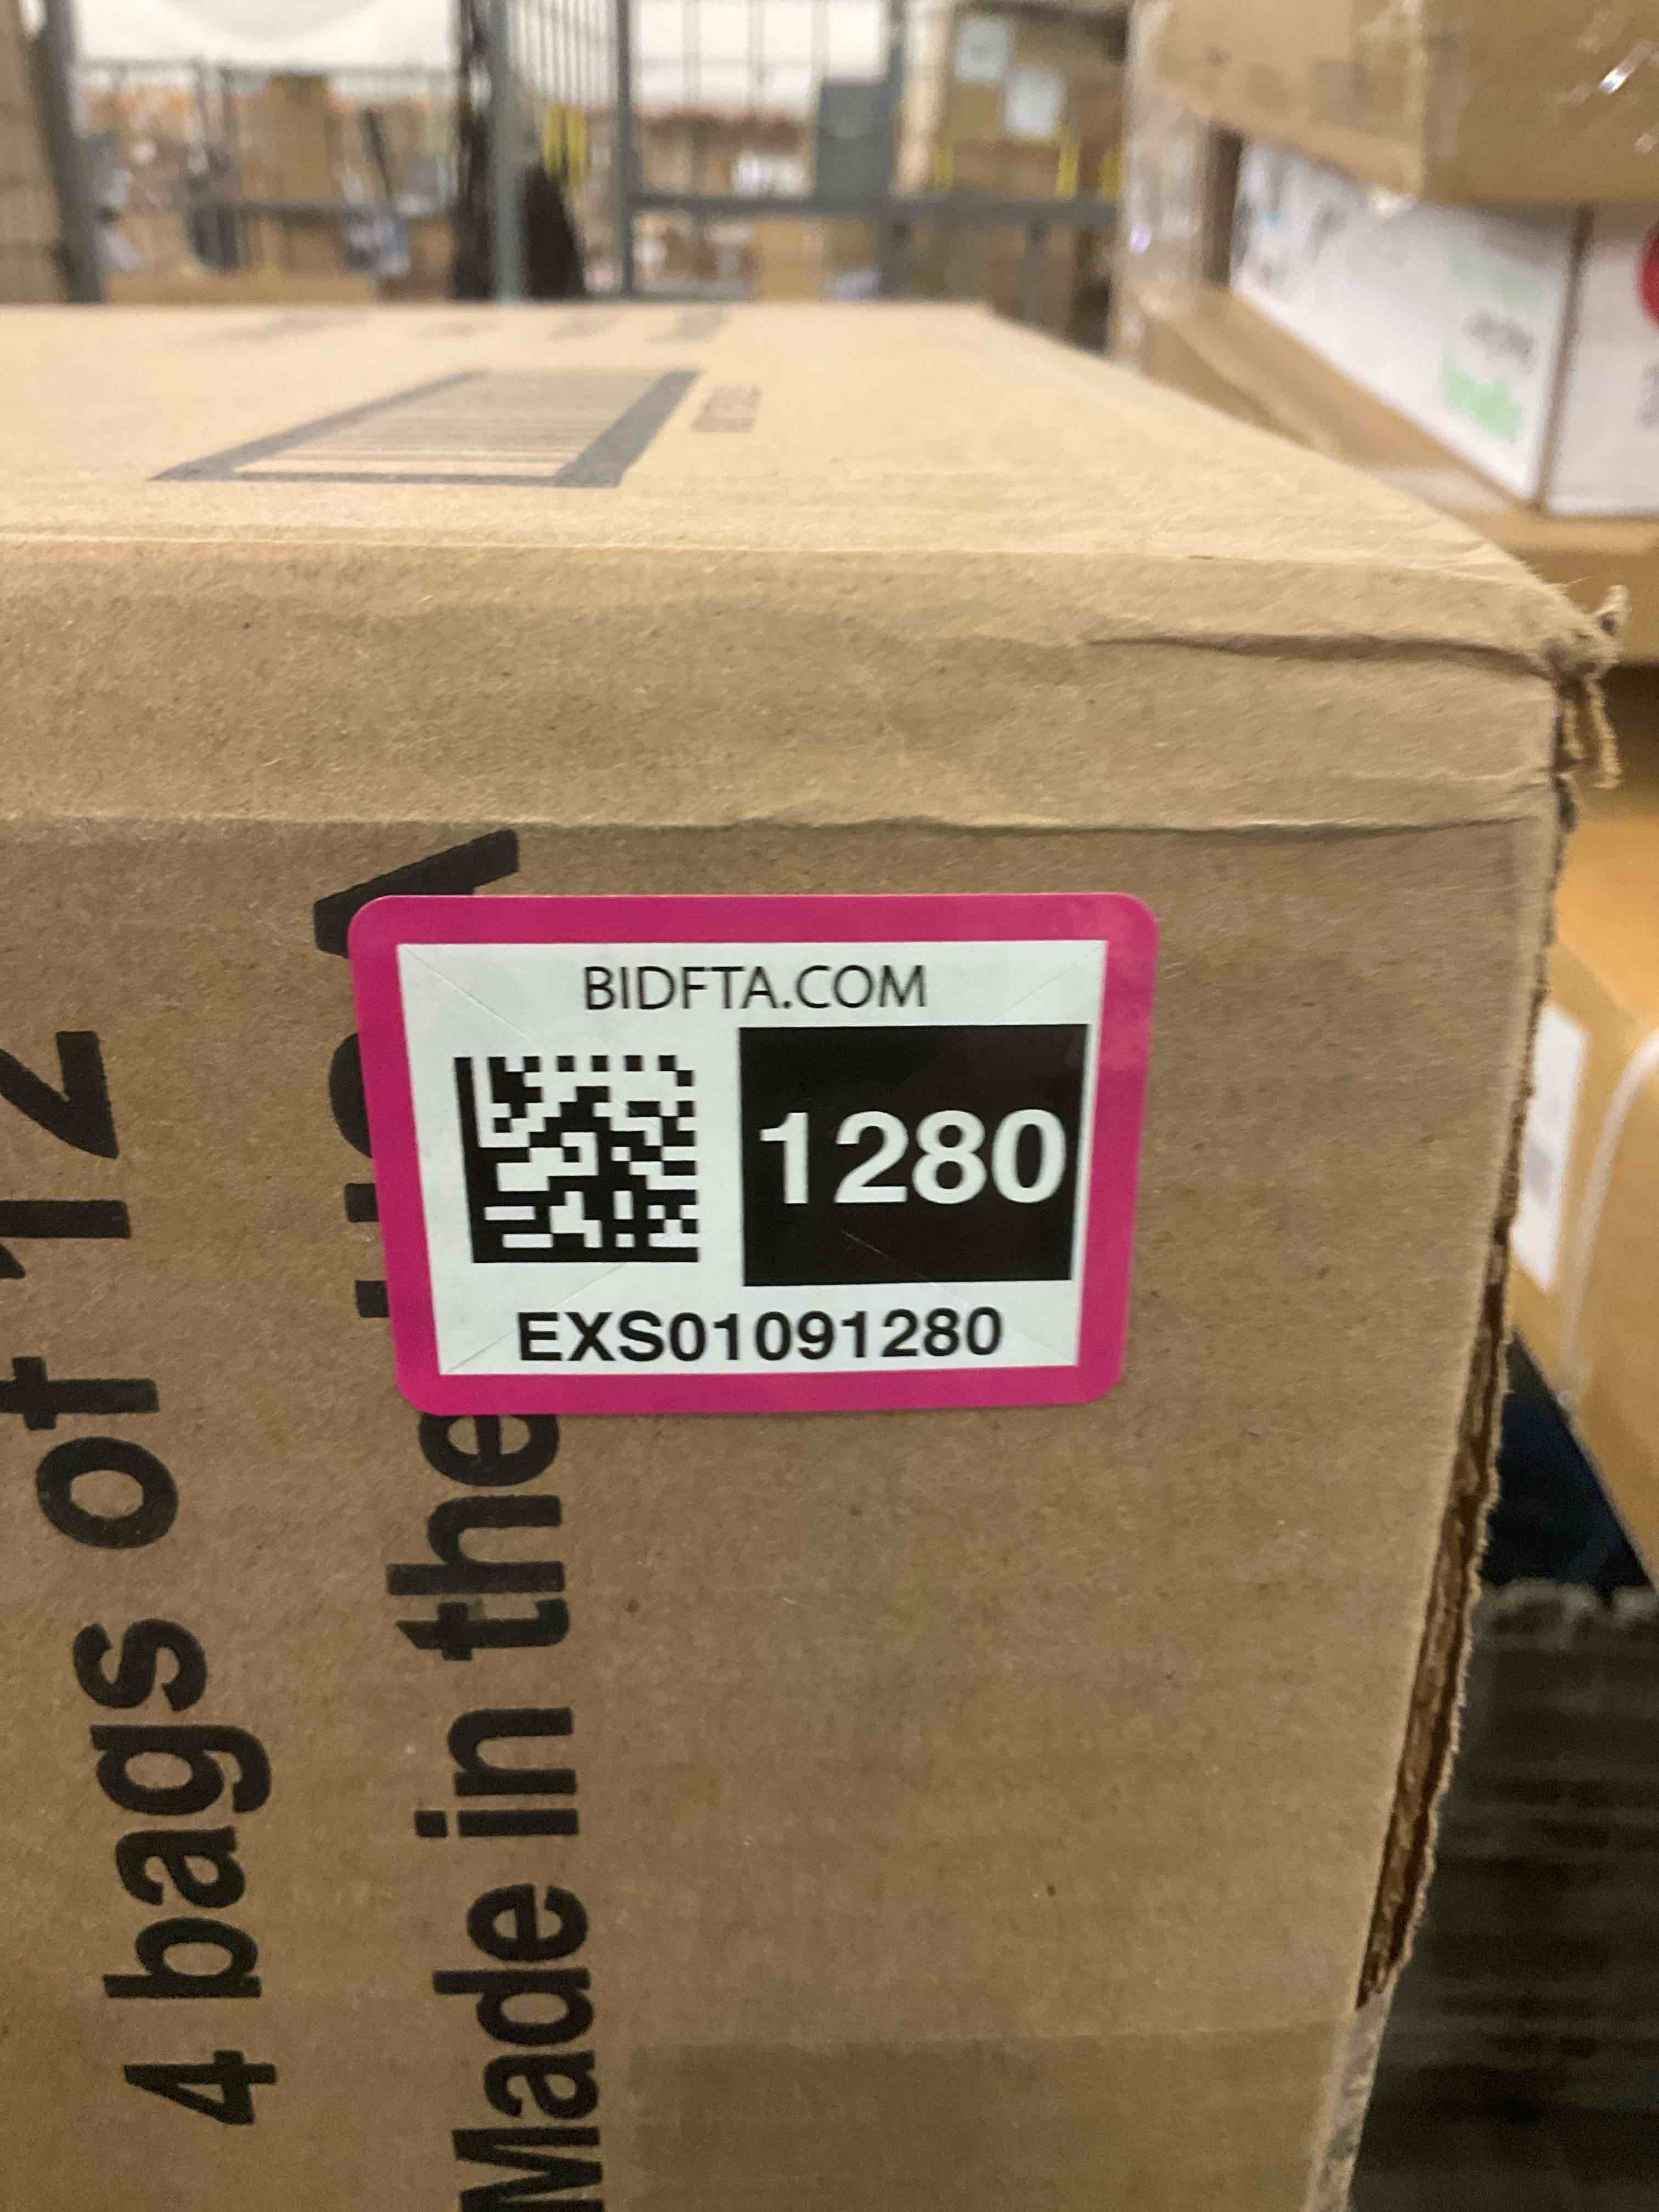 BIDFTA.COM
1280
EXS01091280
4 bags of 12
Made in the